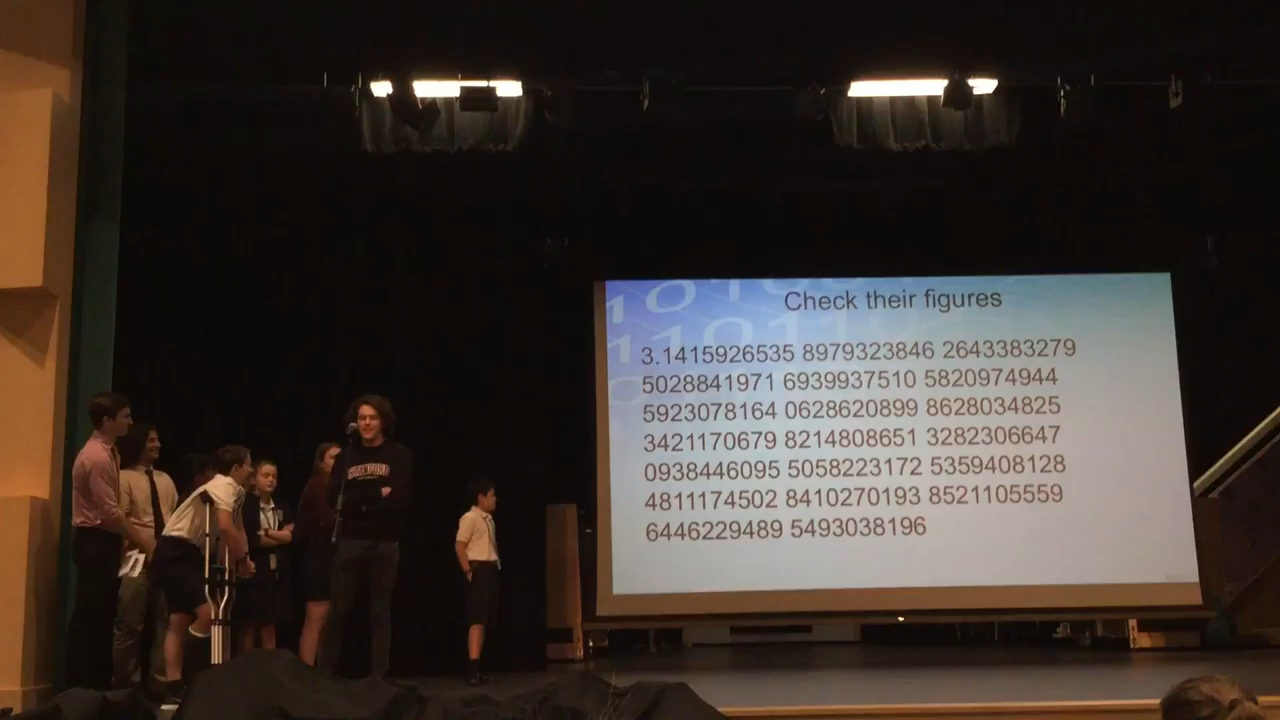 Check their figures
3.1415926535 8979323846 2643383279
5028841971 6939937510 5820974944
5923078164 0628620899 8628034825
3421170679 8214808651 3282306647
0938446095 5058223172 5359408128
4811174502 8410270193 8521105559
6446229489 5493038196
STANFORD